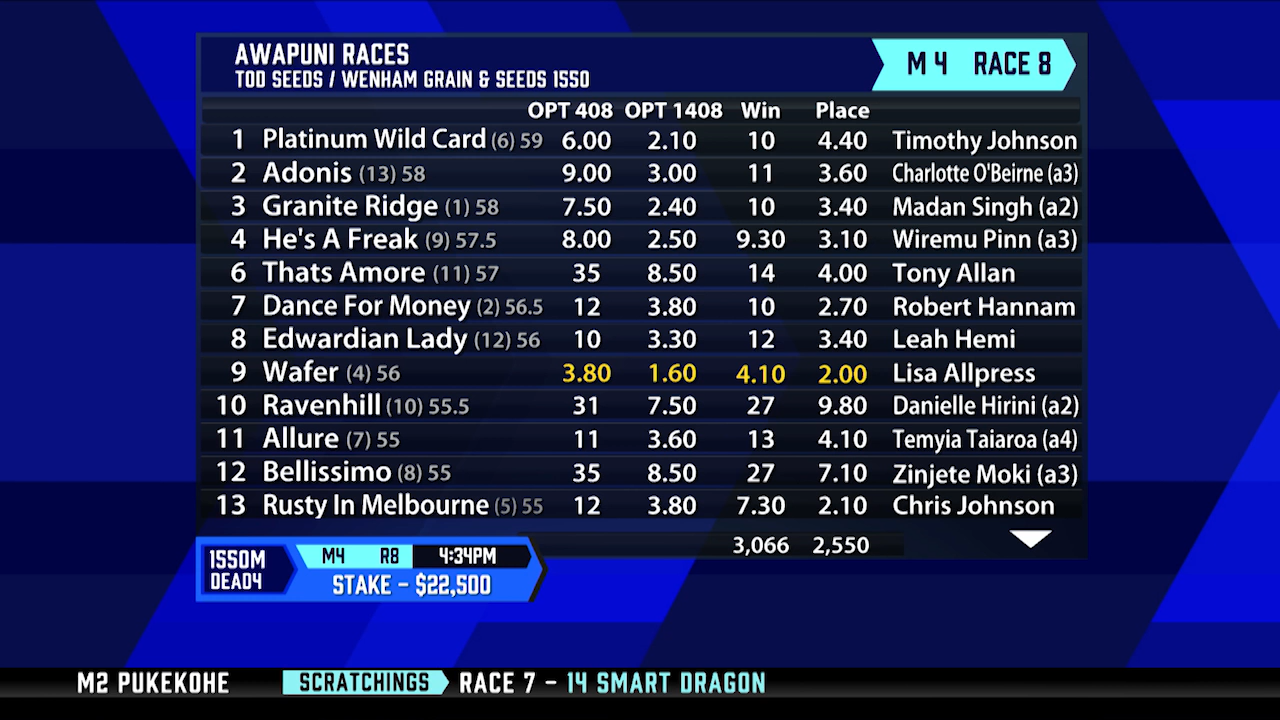 AWAPUNI RACES
TOD SEEDS / WENHAM GRAIN & SEEDS 1550
M 4 RACE 8
OPT 408 OPT 1408 Win Place
1 Platinum Wild Card (6) 59 6.00 2.10 10 4.40 Timothy Johnson
2 Adonis (13) 58 9.00 3.00 11 3.60 Charlotte O'Beirne (a3)
3 Granite Ridge (1) 58 7.50 2.40 10 3.40 Madan Singh (a2)
4 He's A Freak (9) 57.5 8.00 2.50 9.30 3.10 Wiremu Pinn (a3)
6 Thats Amore (11) 57 35 8.50 14 4.00 Tony Allan
7 Dance For Money (2) 56.5 12 3.80 10 2.70 Robert Hannam
8 Edwardian Lady (12) 56 10 3.30 12 3.40 Leah Hemi
9 Wafer (4) 56 3.80 1.60 4.10 2.00 Lisa Allpress
10 Ravenhill (10) 55.5 31 7.50 27 9.80 Danielle Hirini (a2)
11 Allure (7) 55 11 3.60 13 4.10 Temyia Taiaroa (a4)
12 Bellissimo (8) 55 35 8.50 27 7.10 Zinjete Moki (a3)
13 Rusty In Melbourne (5) 55 12 3.80 7.30 2.10 Chris Johnson
3,066 2,550
1550M
DEAD4
M4 R8 4:34PM
STAKE - $22,500
M2 PUKEKOHE SCRATCHINGS RACE 7 - 14 SMART DRAGON